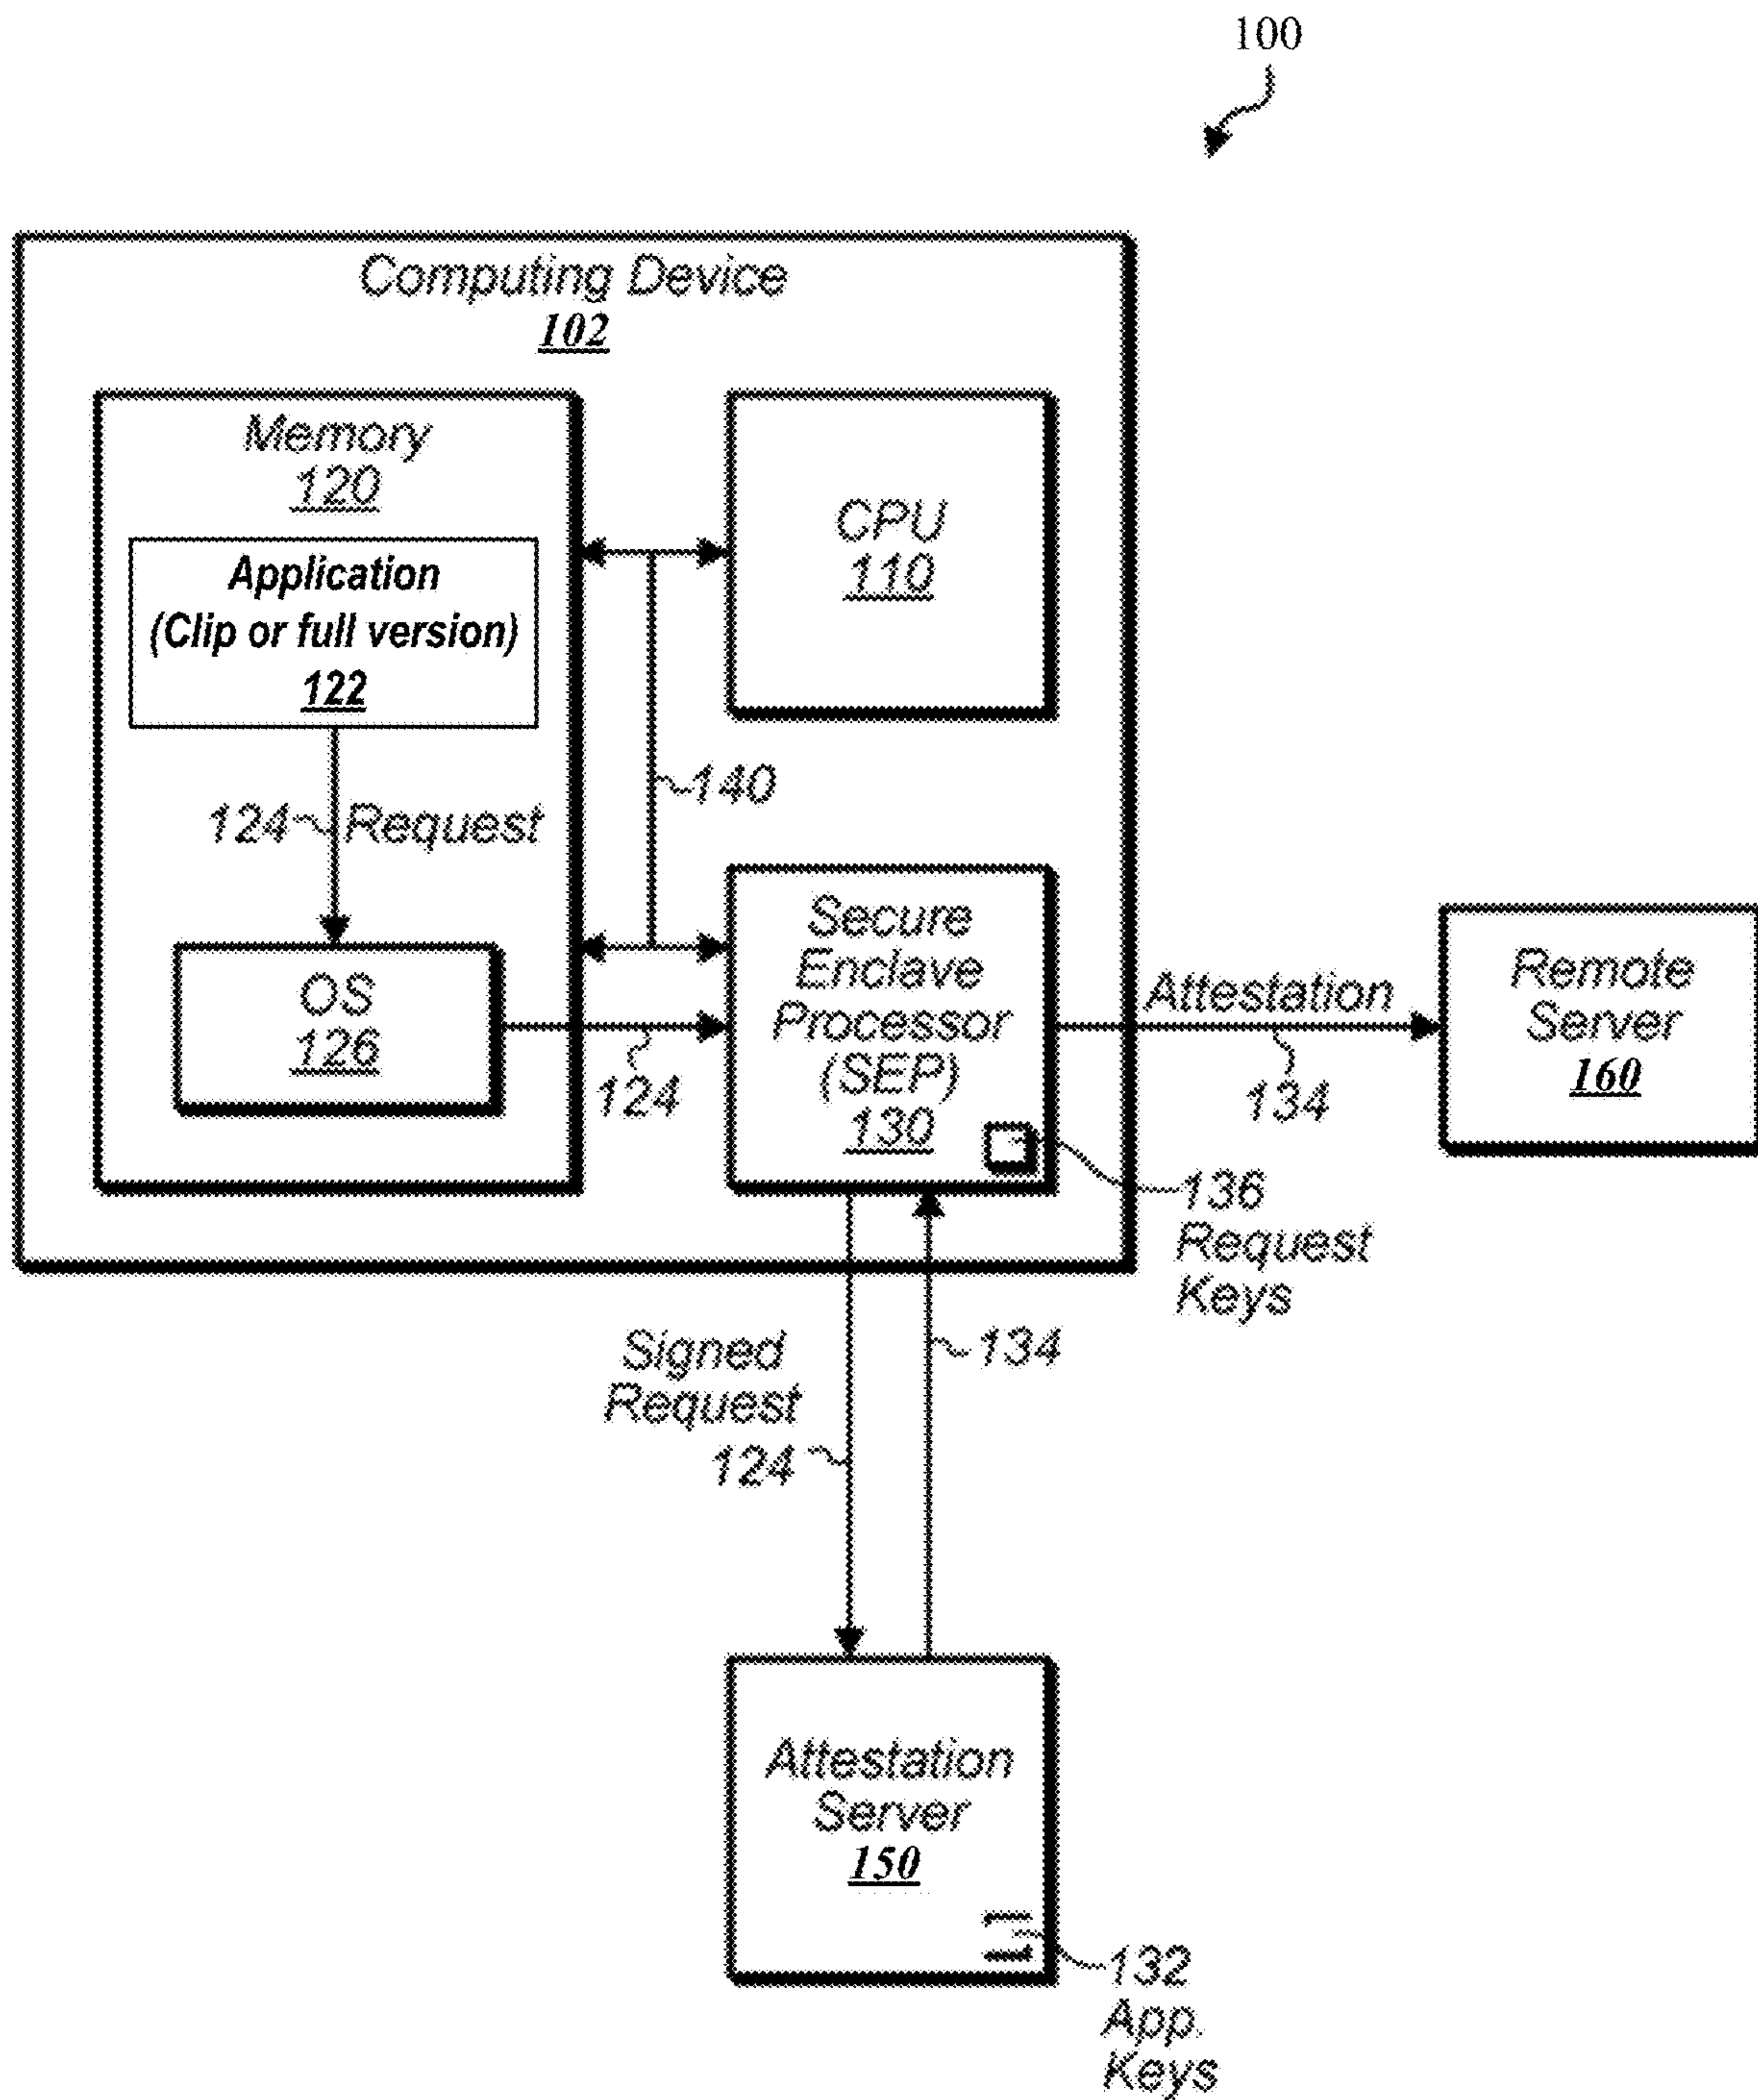 100
Computing Device
102
Memory
120
Application
(Clip or full version)
122
CPU
110
140
124
Request
OS
126
124
Secure
Enclave
Processor
(SEP)
130
Attestation
134
Remote
Server
160
136
Request
Keys
Signed
Request
124
134
Attestation
Server
150
132
App.
Keys